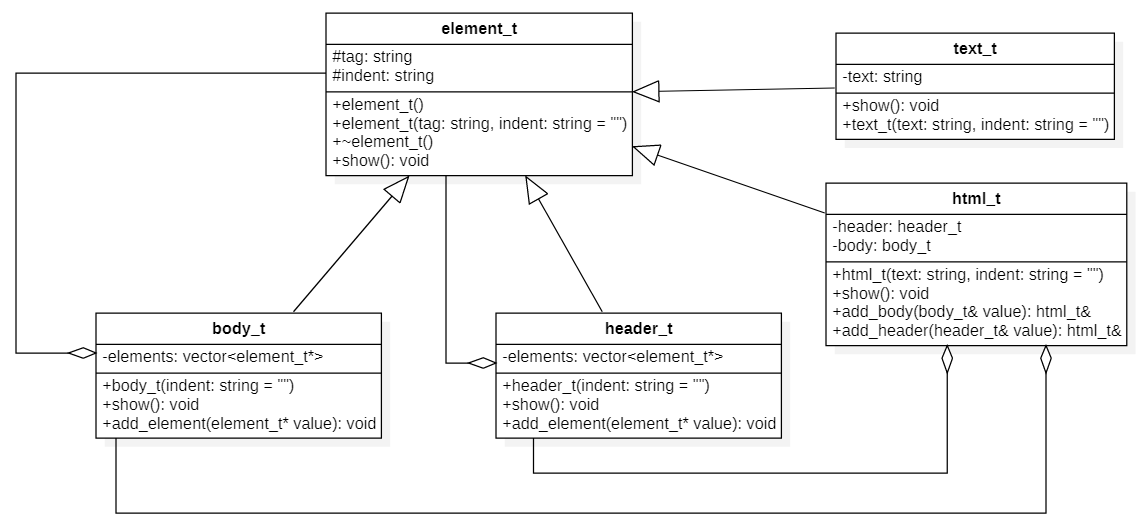 element_t
#tag: string
#indent: string
+element_t()
+element_t(tag: string, indent: string = "")
+~element_t()
+show(): void
text_t
-text: string
+show(): void
+text_t(text: string, indent: string = "")
html_t
-header: header_t
-body: body_t
+html_t(text: string, indent: string = "")
+show(): void
+add_body(body_t& value): html_t&
+add_header(header_t& value): html_t&
body_t
-elements: vector<element_t*>
+body_t(indent: string = "")
+show(): void
+add_element(element_t* value): void
header_t
-elements: vector<element_t*>
+header_t(indent: string = "")
+show(): void
+add_element(element_t* value): void